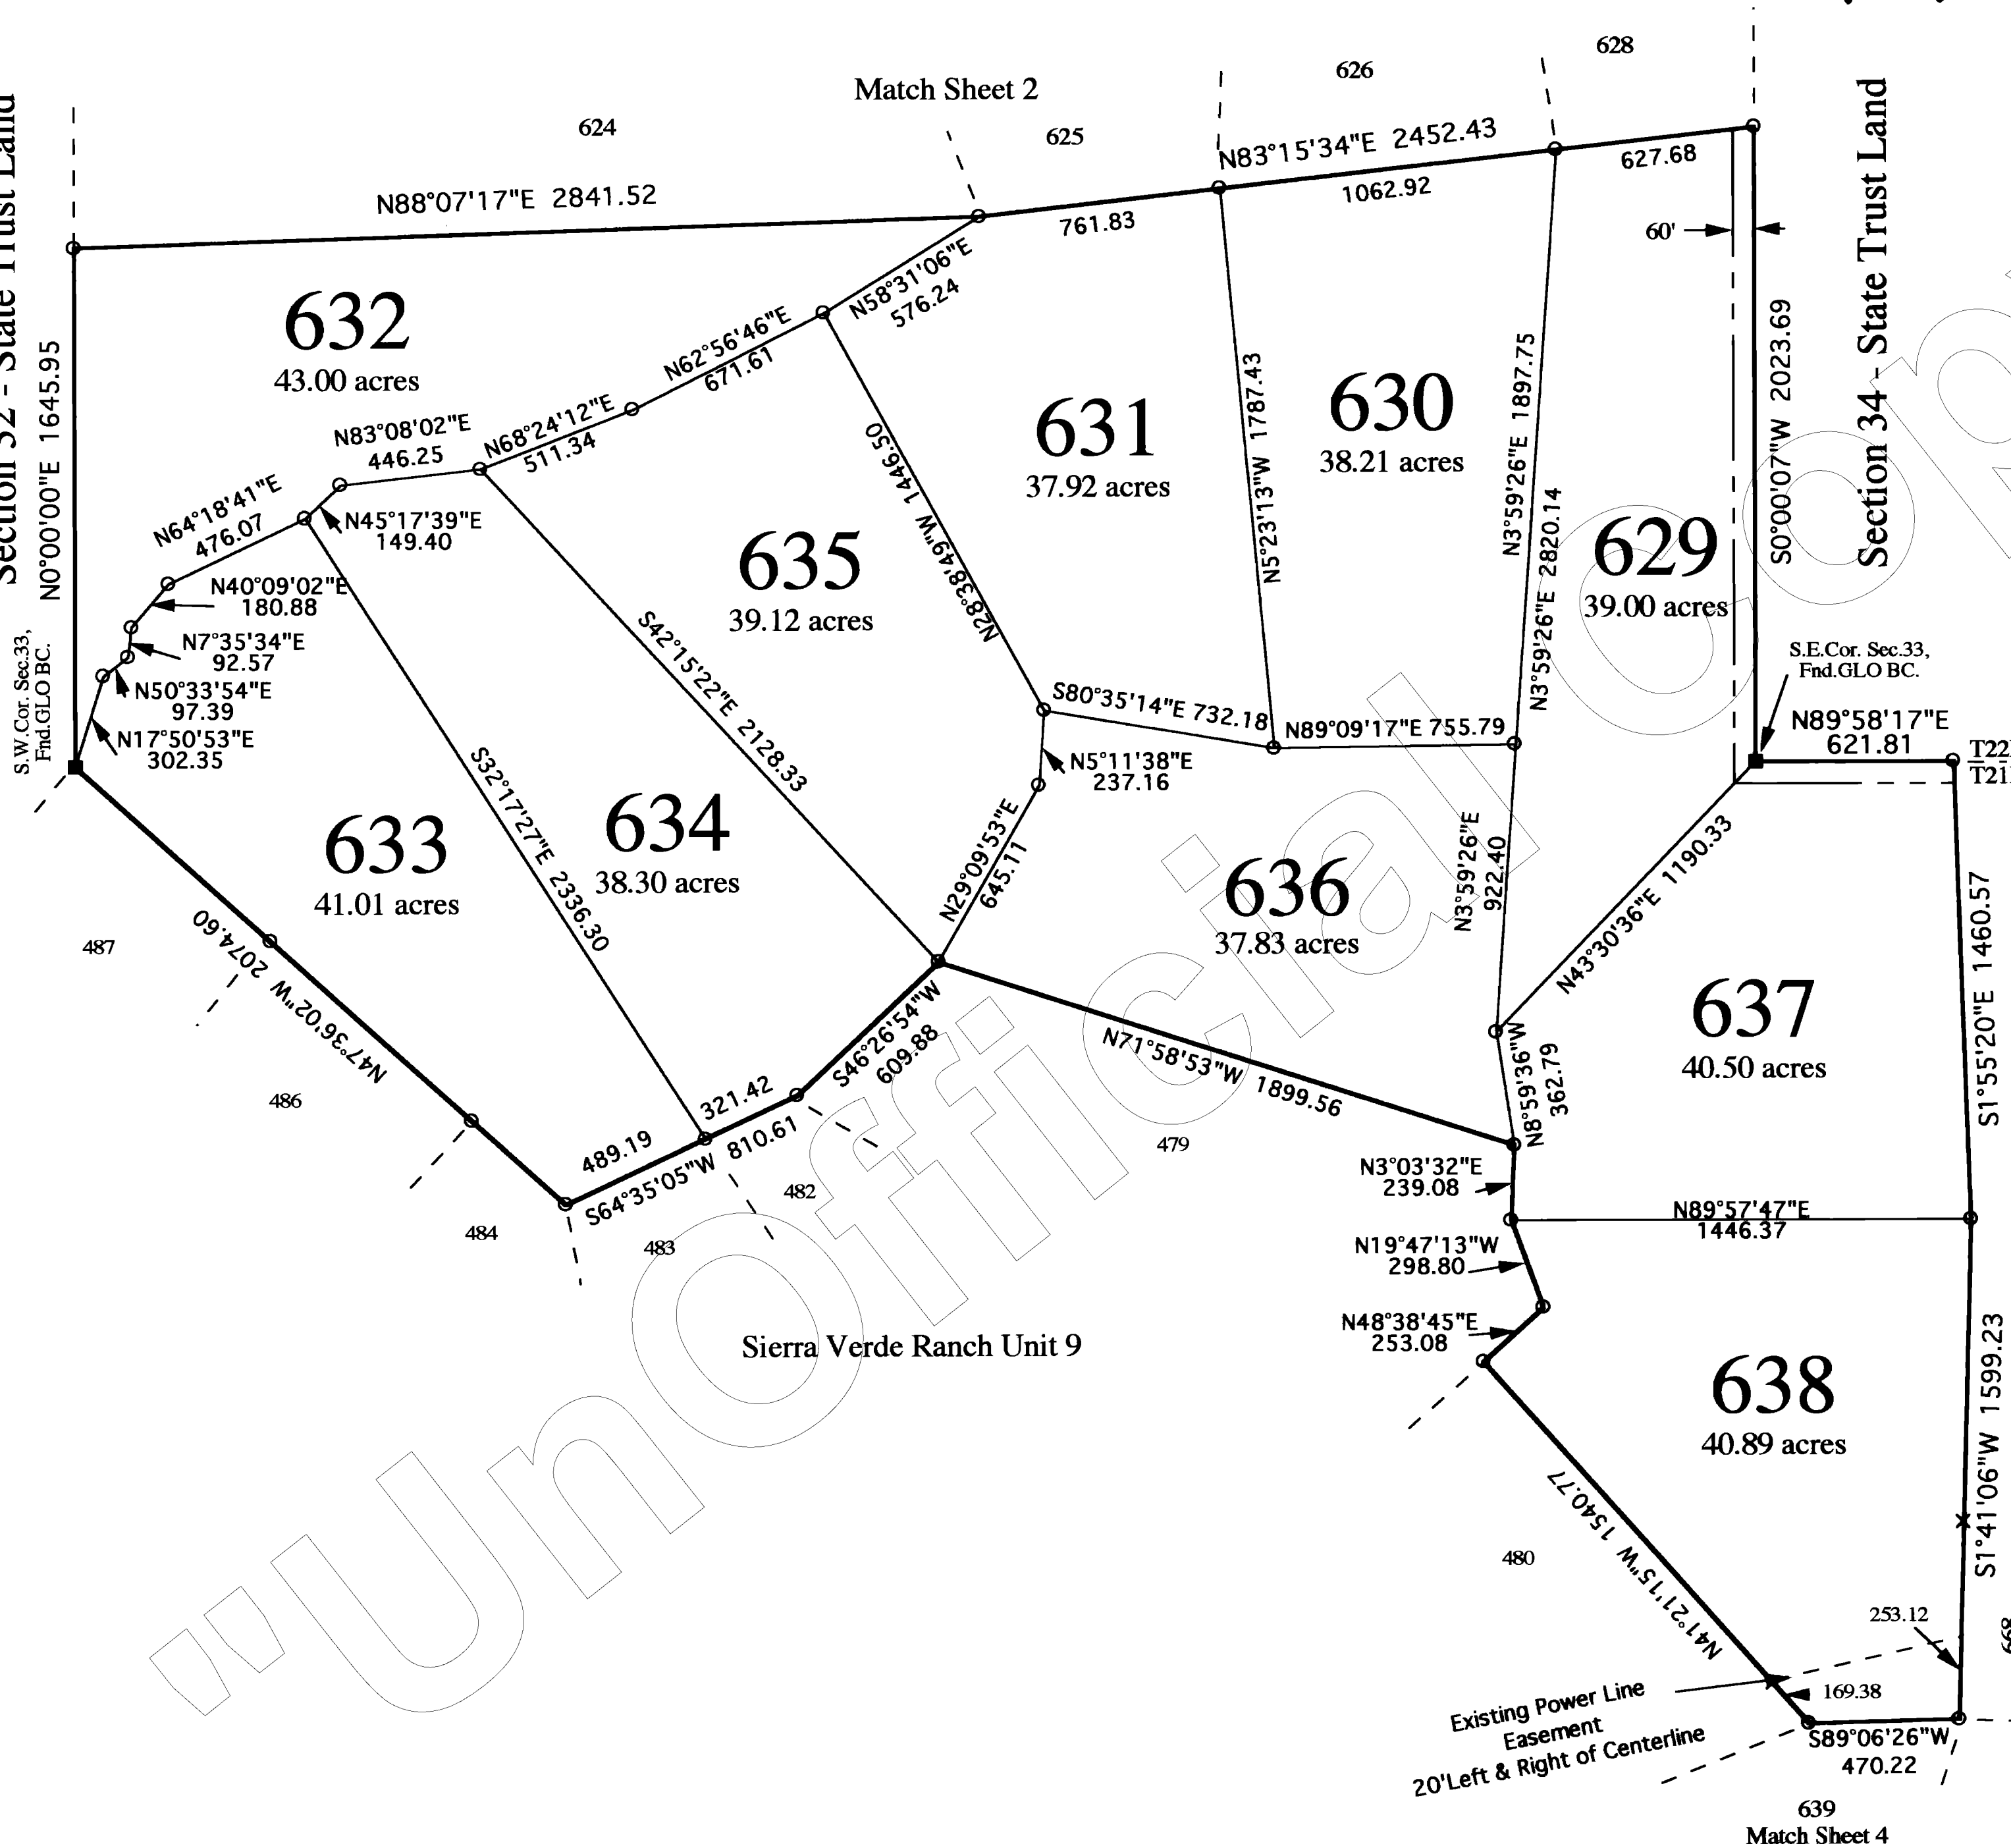 628
626
Match Sheet 2
624
625
N83°15'34"E 2452.43
627.68
1062.92
N88°07'17"E 2841.52
761.83
60'
Section 32 - State Trust Land
Section 34 - State Trust Land
N0°00'00"E 1645.95
S0°00'07"W 2023.69
632
43.00 acres
N58°31'06"E
576.24
N62°56'46"E
671.61
N68°24'12"E
511.34
N83°08'02"E
446.25
N64°18'41"E
476.07
N45°17'39"E
149.40
N40°09'02"E
180.88
N7°35'34"E
92.57
N50°33'54"E
97.39
N17°50'53"E
302.35
S.W.Cor. Sec.33,
Fnd.GLO BC.
631
37.92 acres
N28°38'49"W 1446.50
N5°23'13"W 1787.43
630
38.21 acres
N3°59'26"E 1897.75
N3°59'26"E 2820.14
629
39.00 acres
635
39.12 acres
S42°15'22"E 2128.33
S32°17'27"E 2336.30
S80°35'14"E 732.18
N89°09'17"E 755.79
N5°11'38"E
237.16
N29°09'53"E
645.11
S.E.Cor. Sec.33,
Fnd.GLO BC.
N89°58'17"E
621.81
T22
T21
633
41.01 acres
634
38.30 acres
636
37.83 acres
N3°59'26"E
922.40
N43°30'36"E 1190.33
637
40.50 acres
S1°55'20"E 1460.57
487
N47°36'02"W 2074.60
486
S46°26'54"W
609.88
321.42
489.19
S64°35'05"W 810.61
N71°58'53"W 1899.56
N8°59'36"W
362.79
479
482
483
484
N3°03'32"E
239.08
N89°57'47"E
1446.37
N19°47'13"W
298.80
N48°38'45"E
253.08
Sierra Verde Ranch Unit 9
638
40.89 acres
S1°41'06"W 1599.23
N41°21'15"W 1540.77
480
253.12
668
169.38
Existing Power Line
Easement
20'Left & Right of Centerline
S89°06'26"W
470.22
639
Match Sheet 4
"Unofficial Cop